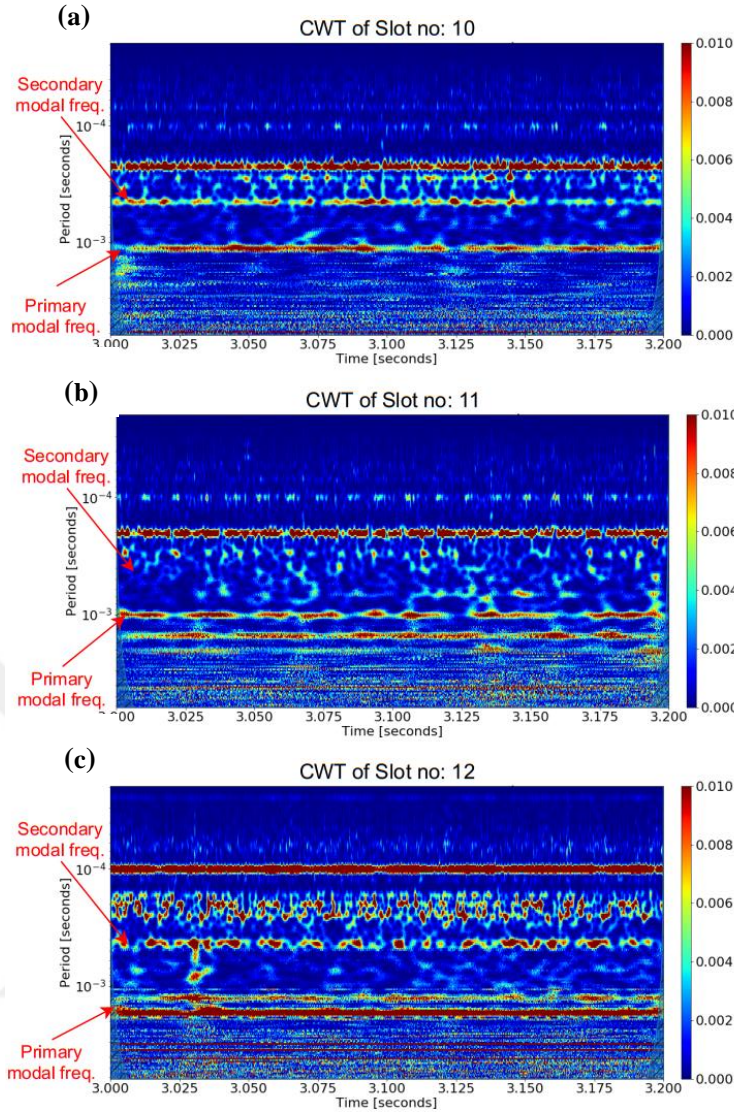 (a)
CWT of Slot no: 10
Secondary
modal freq.
Primary
modal freq.
Period [seconds]
10⁻⁴
10⁻³
3.000 3.025 3.050 3.075 3.100 3.125 3.150 3.175 3.200
Time [seconds]
0.010
0.008
0.006
0.004
0.002
0.000
(b)
CWT of Slot no: 11
Secondary
modal freq.
Primary
modal freq.
Period [seconds]
10⁻⁴
10⁻³
3.025 3.050 3.075 3.100 3.125 3.150 3.175 3.200
Time [seconds]
0.010
0.008
0.006
0.004
0.002
0.000
(c)
CWT of Slot no: 12
Secondary
modal freq.
Primary
modal freq.
Period [seconds]
10⁻⁴
10⁻³
3.000 3.025 3.050 3.075 3.100 3.125 3.150 3.175 3.200
Time [seconds]
0.010
0.008
0.006
0.004
0.002
0.000